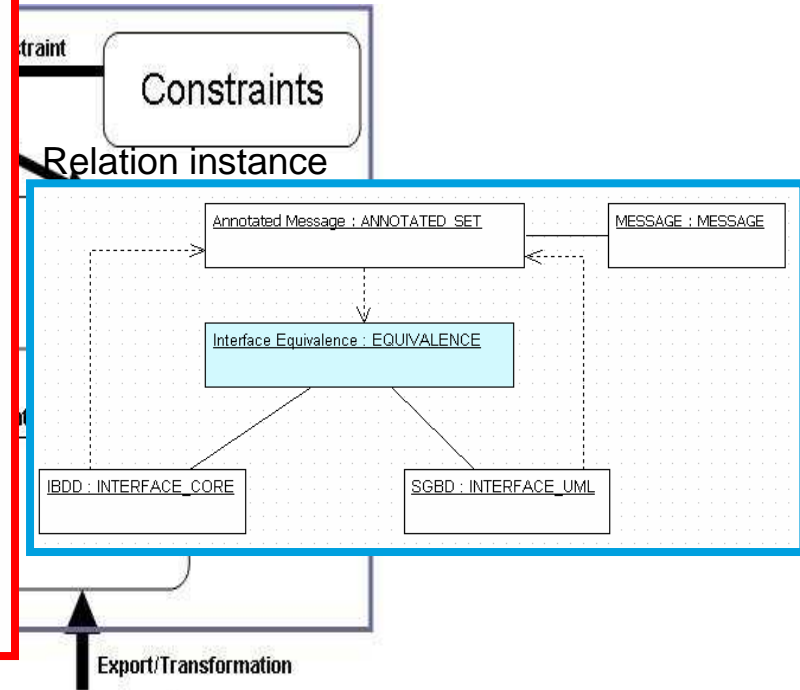 traint
Constraints
Relation instance
Annotated Message : ANNOTATED_SET
MESSAGE : MESSAGE
Interface Equivalence : EQUIVALENCE
IBDD : INTERFACE_CORE
SGBD : INTERFACE_UML
Export/Transformation